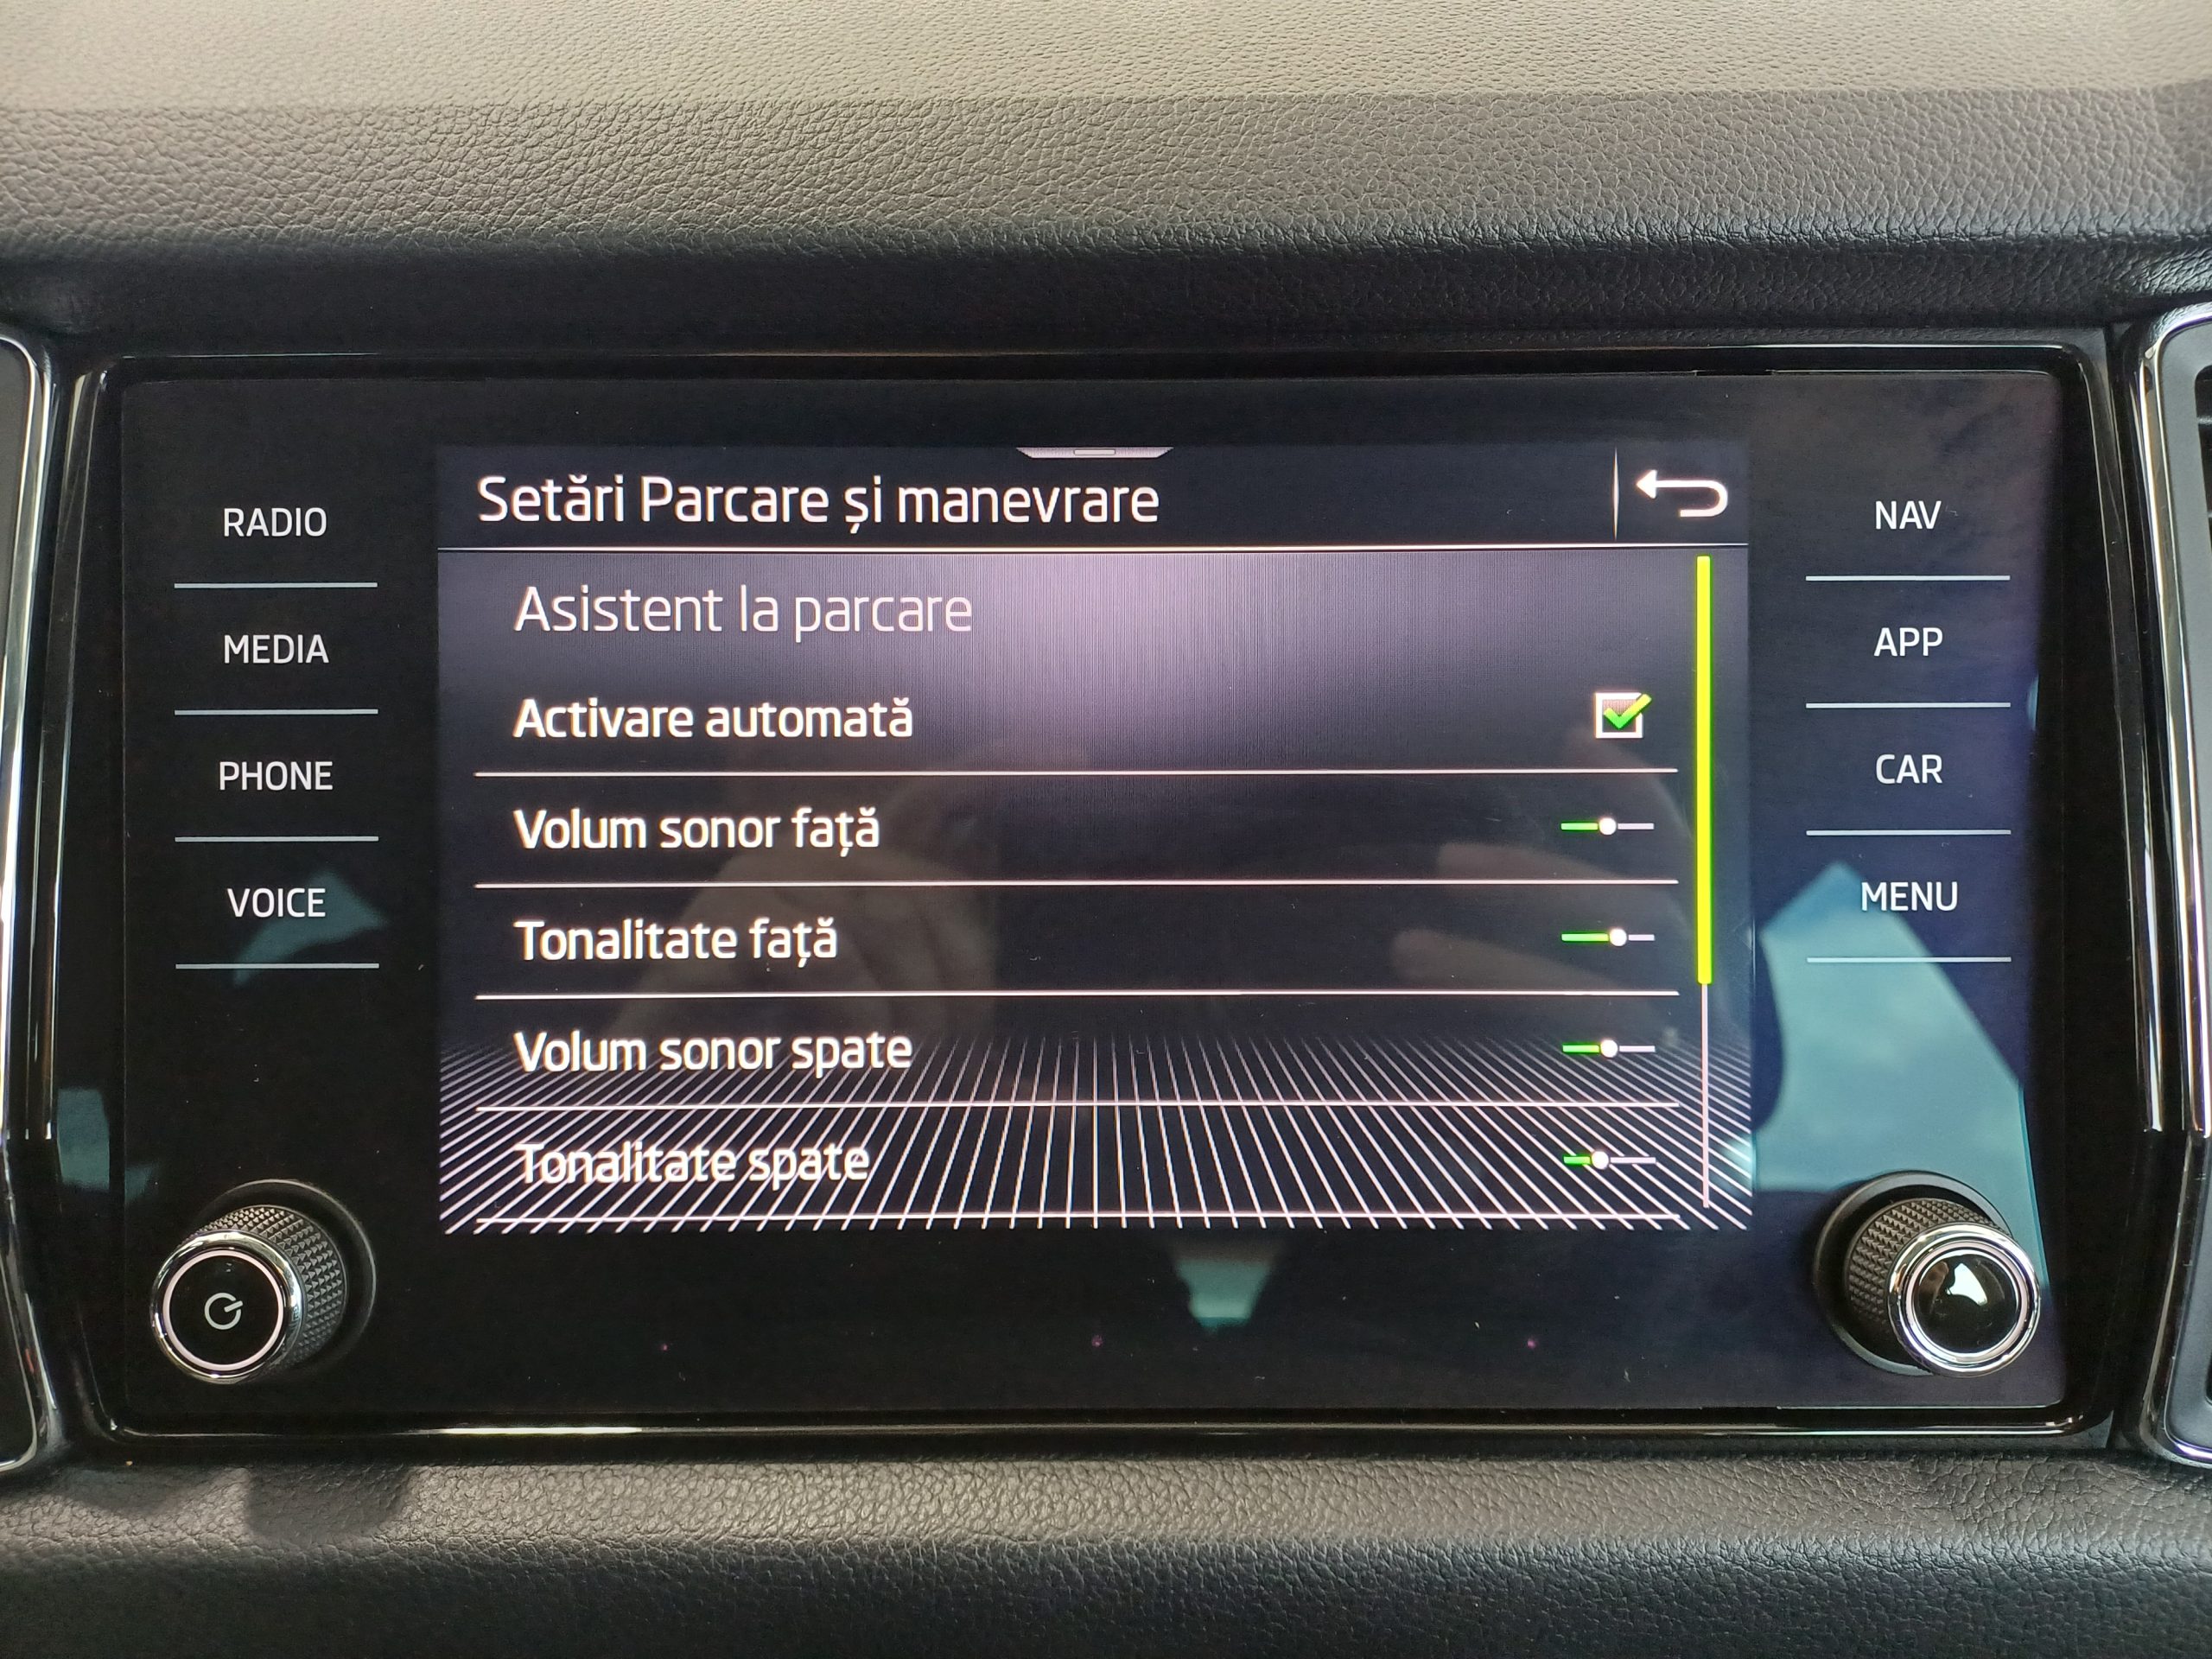 Setări Parcare și manevrare
Asistent la parcare
Activare automată
Volum sonor față
Tonalitate față
Volum sonor spate
Tonalitate spate
RADIO
MEDIA
PHONE
VOICE
NAV
APP
CAR
MENU